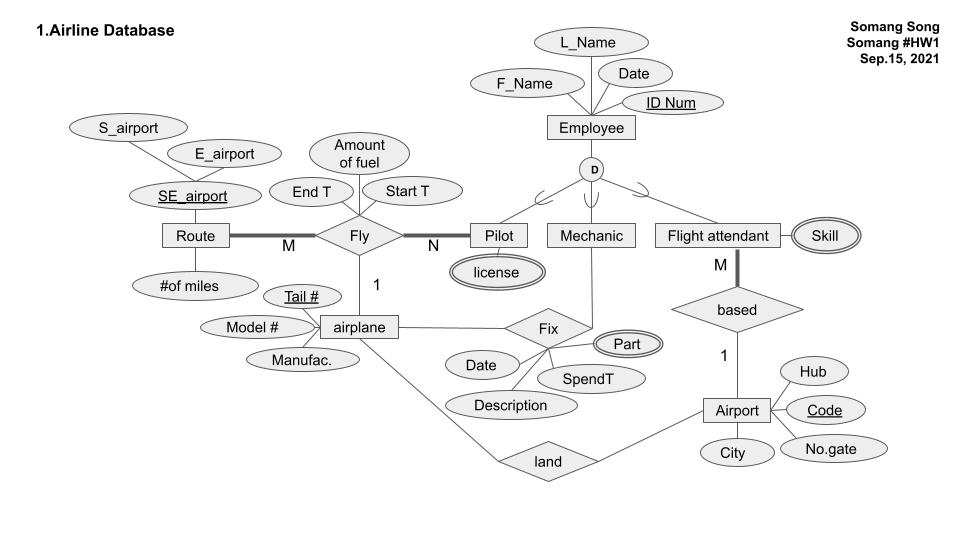 1.Airline Database
Somang Song
Somang #HW1
Sep.15, 2021
L_Name
F_Name
Date
ID Num
Employee
D
S_airport
E_airport
SE_airport
Amount
of fuel
End T
Start T
Route
M
Fly
N
Pilot
Mechanic
Flight attendant
Skill
license
#of miles
1
M
Tail #
Model #
airplane
Manufac.
Fix
Part
Date
SpendT
Description
based
1
Hub
Airport
Code
City
No.gate
land